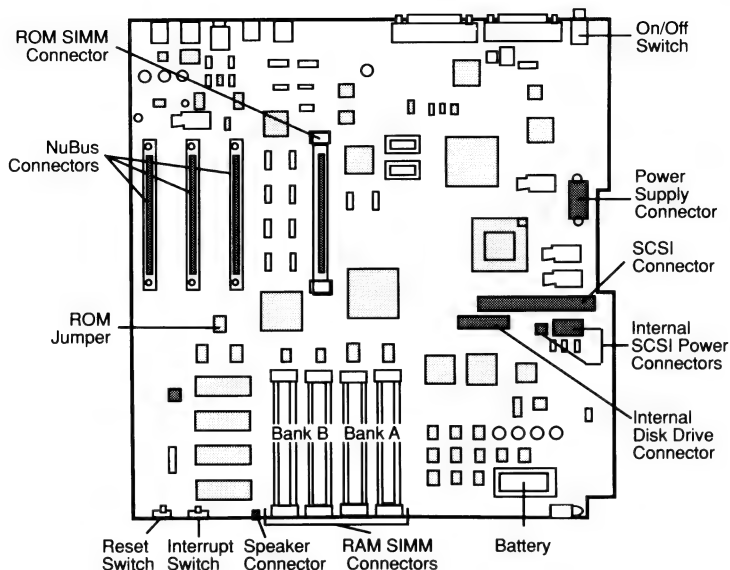 ROM SIMM
Connector
On/Off
Switch
NuBus
Connectors
Power
Supply
Connector
SCSI
Connector
ROM
Jumper
Internal
SCSI Power
Connectors
Internal
Disk Drive
Connector
Bank B
Bank A
Reset
Switch
Interrupt
Switch
Speaker
Connector
RAM SIMM
Connectors
Battery